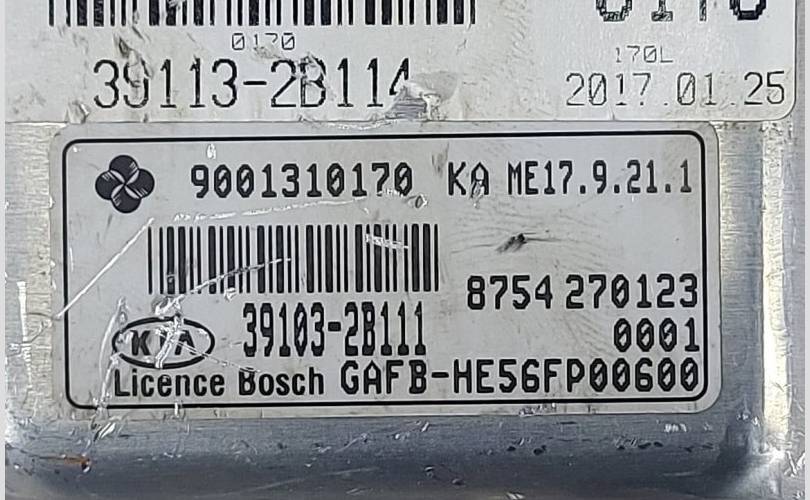 0170
170L
39113-2B114
2017.01.25
9001310170 KA ME17.9.21.1
8754 270123
KIA 39103-2B111 0001
Licence Bosch GAFB-HE56FP00600